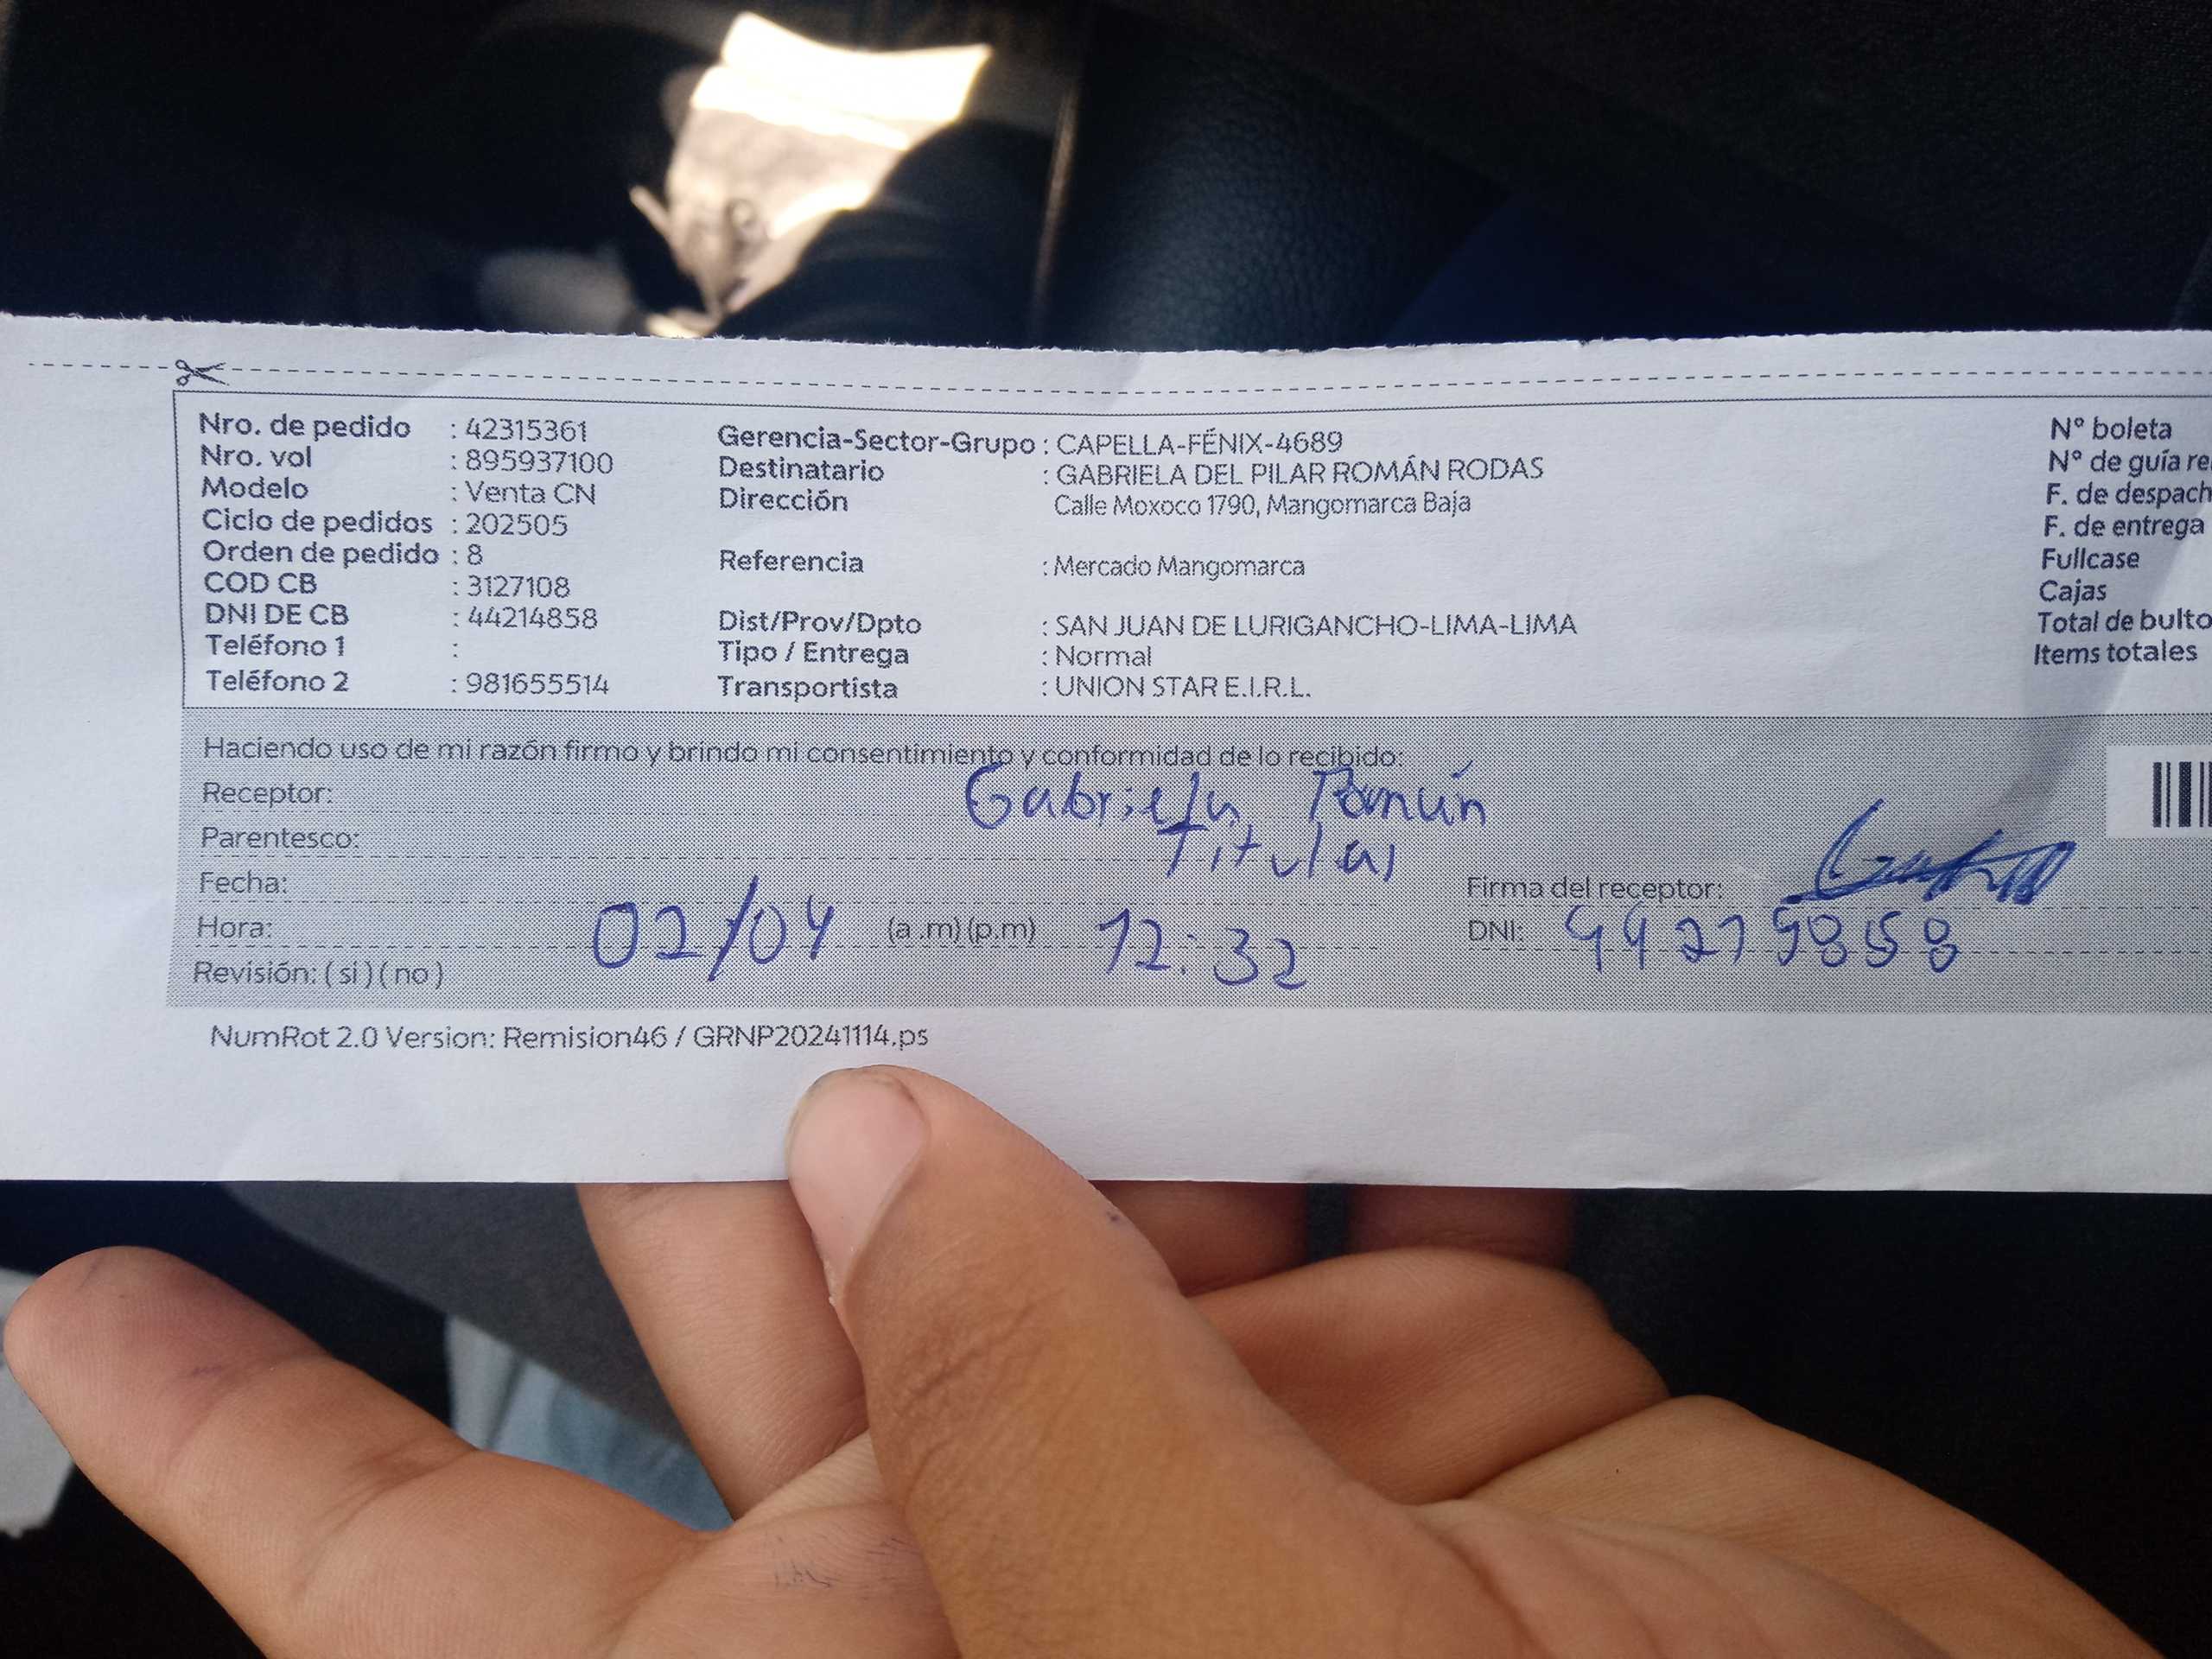 Nro. de pedido : 42315361
Nro. vol : 895937100
Modelo : Venta CN
Ciclo de pedidos : 202505
Orden de pedido : 8
COD CB : 3127108
DNI DE CB : 44214858
Teléfono 1 :
Teléfono 2 : 981655514
Gerencia-Sector-Grupo : CAPELLA-FÉNIX-4689
Destinatario : GABRIELA DEL PILAR ROMÁN RODAS
Dirección Calle Moxoco 1790, Mangomarca Baja
Referencia : Mercado Mangomarca
Dist/Prov/Dpto : SAN JUAN DE LURIGANCHO-LIMA-LIMA
Tipo / Entrega : Normal
Transportista : UNION STAR E.I.R.L.
N° boleta
N° de guía re
F. de despach
F. de entrega
Fullcase
Cajas
Total de bulto
Items totales
Haciendo uso de mi razón firmo y brindo mi consentimiento y conformidad de lo recibido:
Receptor: Gabriela Román
Parentesco: Titular
Fecha:
Firma del receptor:
Hora: 02/04 (a .m) (p.m) 12:32
DNI:
Revisión: ( si ) ( no )
NumRot 2.0 Version: Remision46 / GRNP20241114.ps